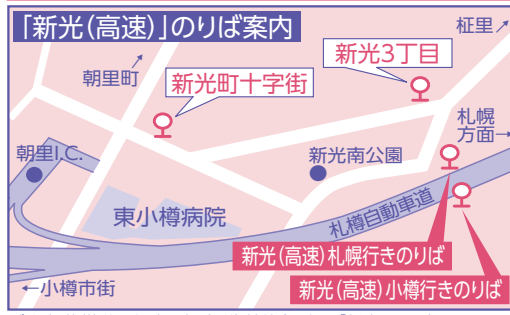 「新光(高速)」のりば案内
柾里↗
朝里町
新光町十字街
新光3丁目
札幌
方面→
朝里I.C.
新光南公園
東小樽病院
札樽自動車道
新光(高速)札幌行きのりば
←小樽市街
新光(高速)小樽行きのりば